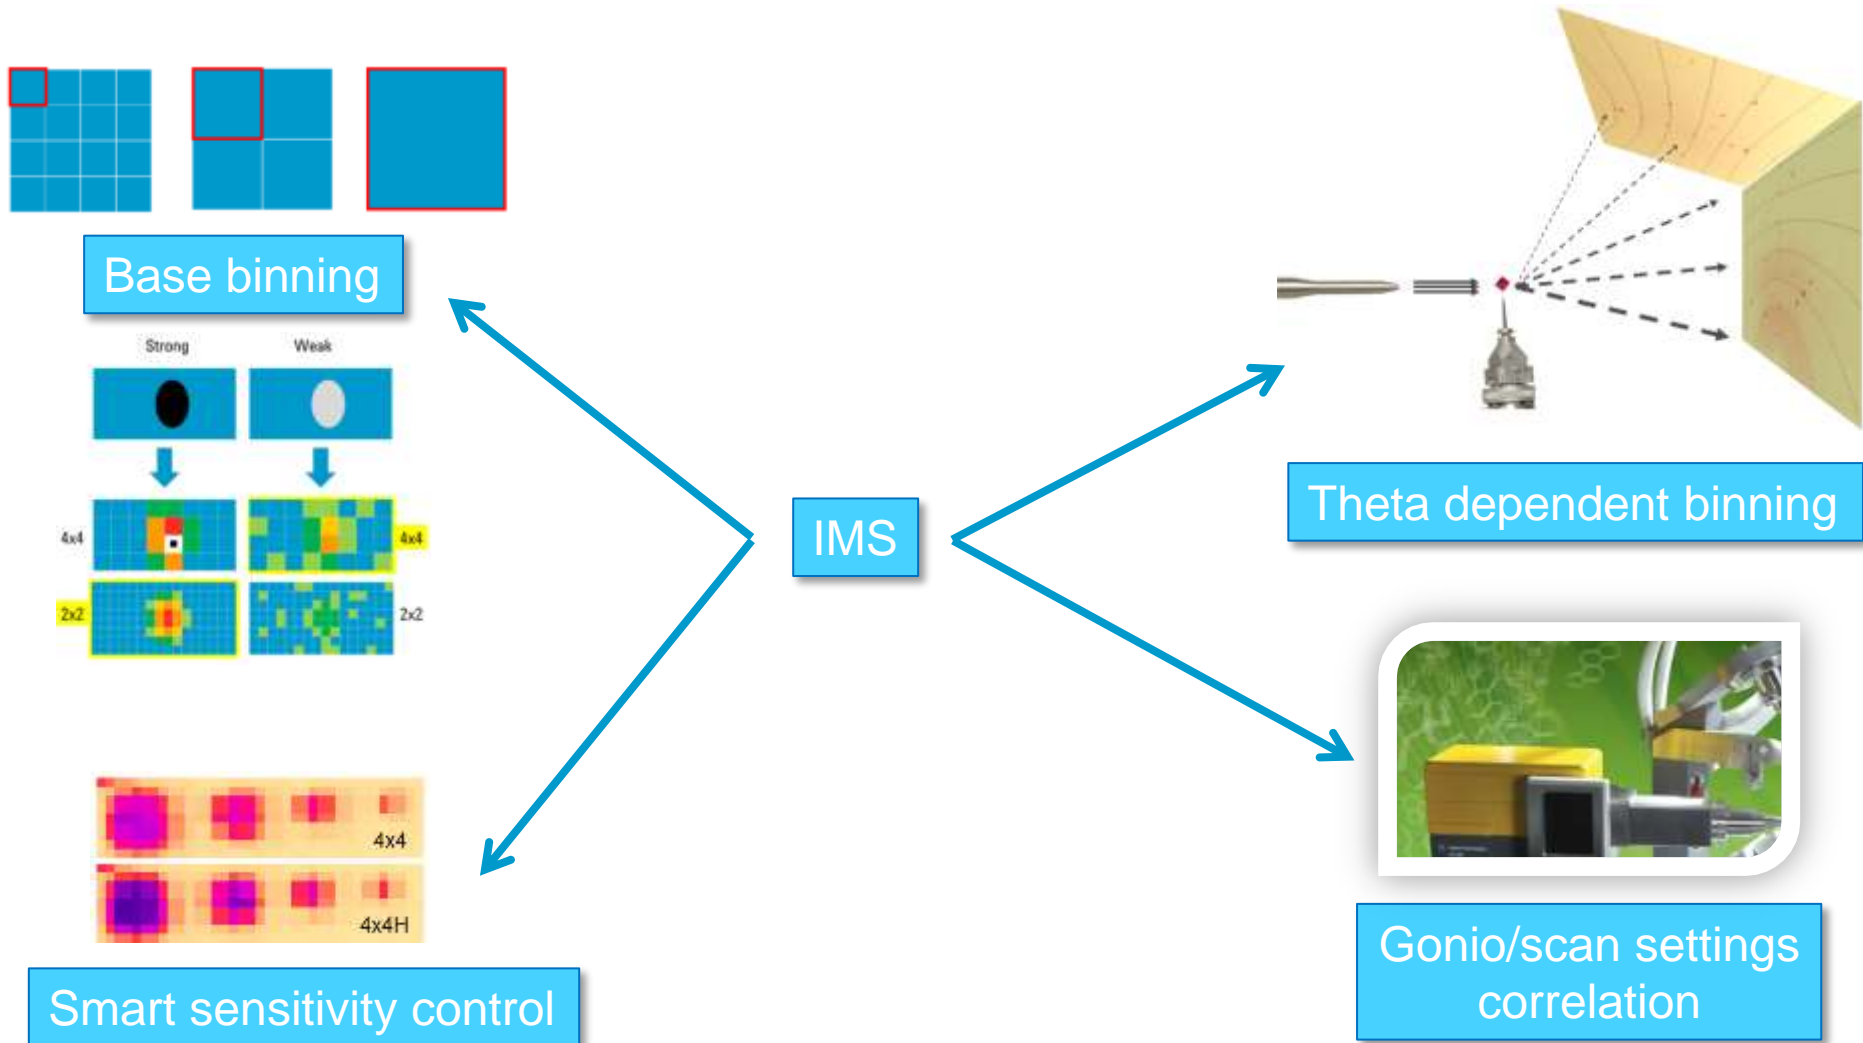 Base binning
Strong
Weak
4x4
4x4
2x2
2x2
4x4
4x4H
Smart sensitivity control
IMS
Theta dependent binning
Gonio/scan settings
correlation